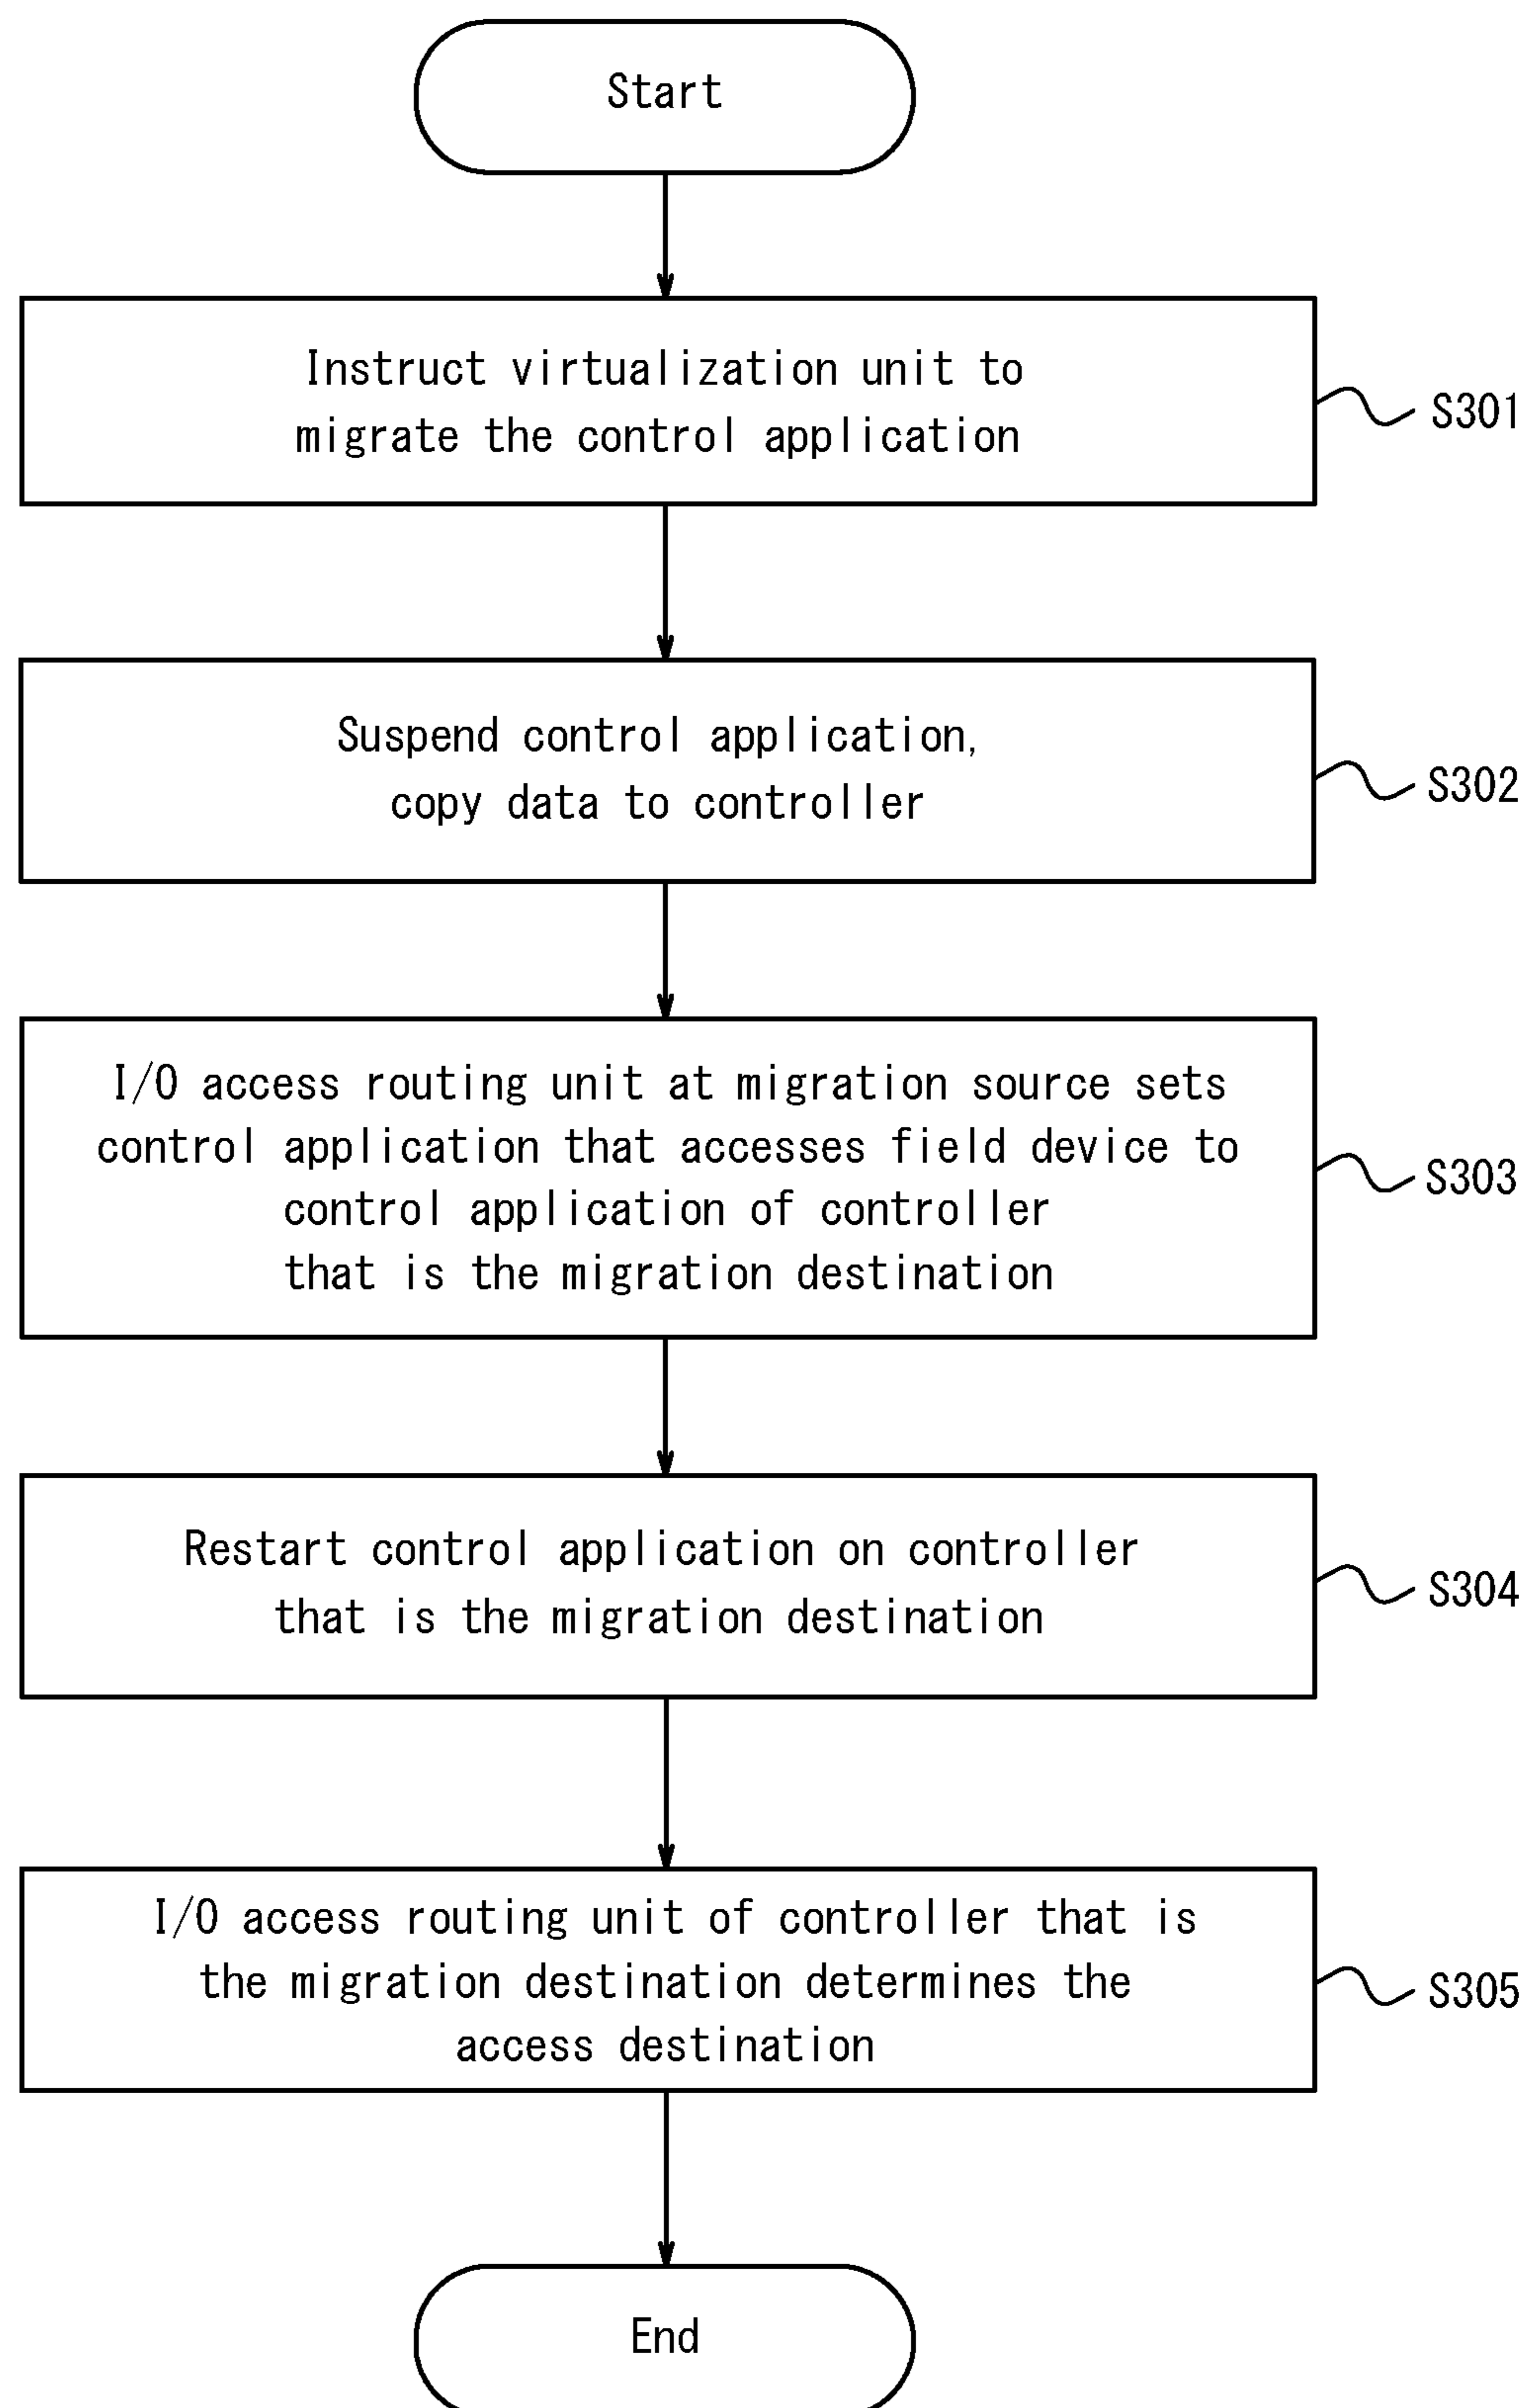 Start
Instruct virtualization unit to
migrate the control application
S301
Suspend control application,
copy data to controller
S302
I/O access routing unit at migration source sets
control application that accesses field device to
control application of controller
that is the migration destination
S303
Restart control application on controller
that is the migration destination
S304
I/O access routing unit of controller that is
the migration destination determines the
access destination
S305
End